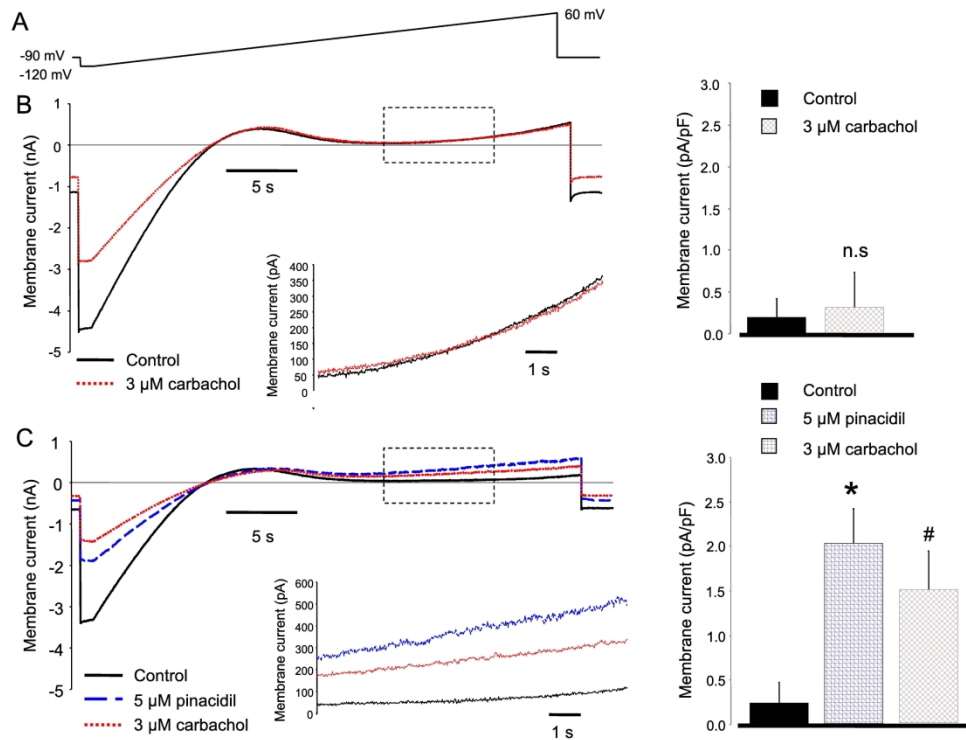 A
60 mV
-90 mV
-120 mV
B
Membrane current (nA)
1
0
-1
-2
-3
-4
-5
5 s
Control
3 µM carbachol
Membrane current (pA)
400
350
300
250
200
150
100
50
0
1 s
Control
3 µM carbachol
Membrane current (pA/pF)
3.0
2.5
2.0
1.5
1.0
0.5
0.0
n.s
C
Membrane current (nA)
1
0
-1
-2
-3
-4
-5
5 s
Control
5 µM pinacidil
3 µM carbachol
Membrane current (pA)
600
500
400
300
200
100
0
1 s
Control
5 µM pinacidil
3 µM carbachol
Membrane current (pA/pF)
3.0
2.5
2.0
1.5
1.0
0.5
0.0
*
#